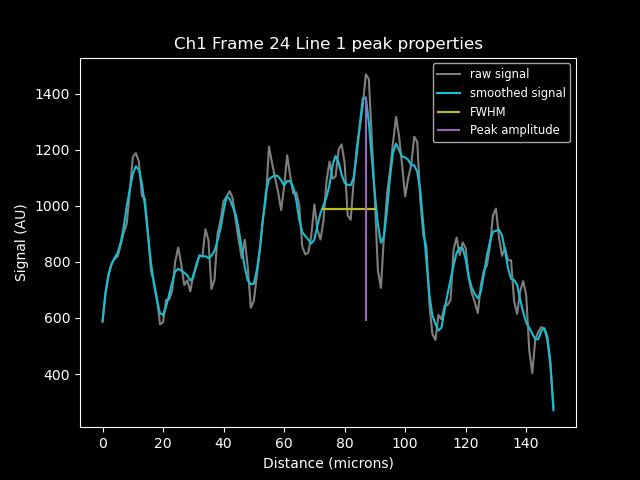 Ch1 Frame 24 Line 1 peak properties
raw signal
smoothed signal
FWHM
Peak amplitude
Signal (AU)
1400
1200
1000
800
600
400
0 20 40 60 80 100 120 140
Distance (microns)